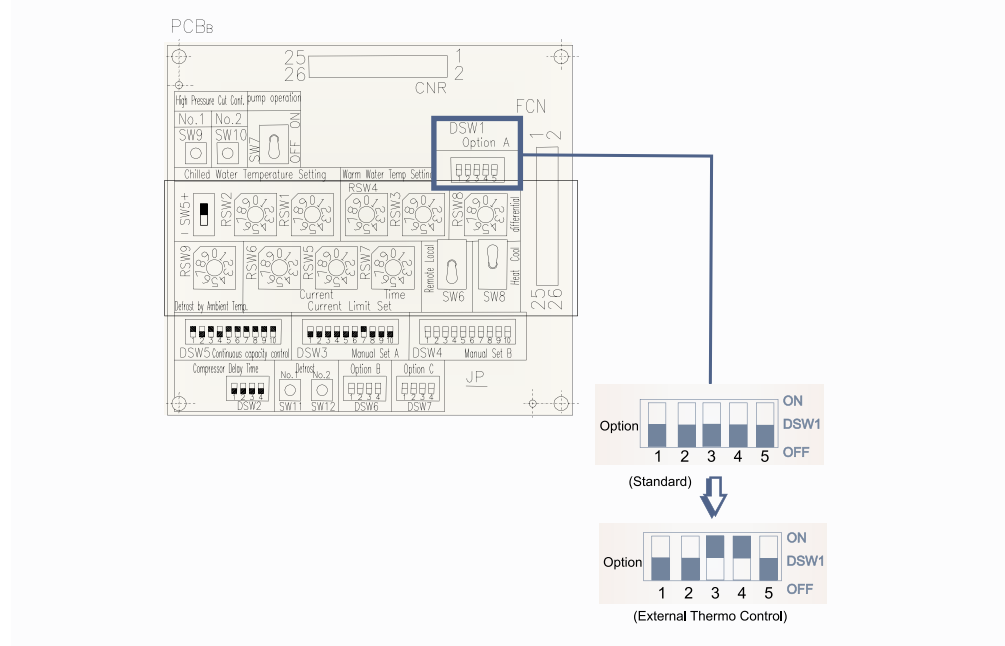 PCBB
25 1
26 2
CNR
High Pressure Cut Cont. pump operation
No.1 No.2
SW9 SW10 SW7 OFF ON
FCN
1 2
DSW1
Option A
1 2 3 4 5
Chilled Water Temperature Setting Warm Water Temp Setting
− SW5+ RSW2 RSW1 RSW4 RSW3 RSW8 differential
RSW9 RSW6 RSW5 RSW7 Remote Local SW6 SW8 Heat Cool
Current Time
Defrost by Ambient Temp. Current Limit Set
25 26
1 2 3 4 5 6 7 8 9 10 1 2 3 4 5 6 7 8 9 10 1 2 3 4 5 6 7 8 9 10
DSW5 Continuous capacity control DSW3 Manual Set A DSW4 Manual Set B
Compressor Delay Time Defrost Option B Option C
No.1 No.2 JP
1 2 3 4 1 2 3 4 1 2 3 4
DSW2 SW11 SW12 DSW6 DSW7
ON
Option DSW1
1 2 3 4 5 OFF
(Standard)
ON
Option DSW1
1 2 3 4 5 OFF
(External Thermo Control)